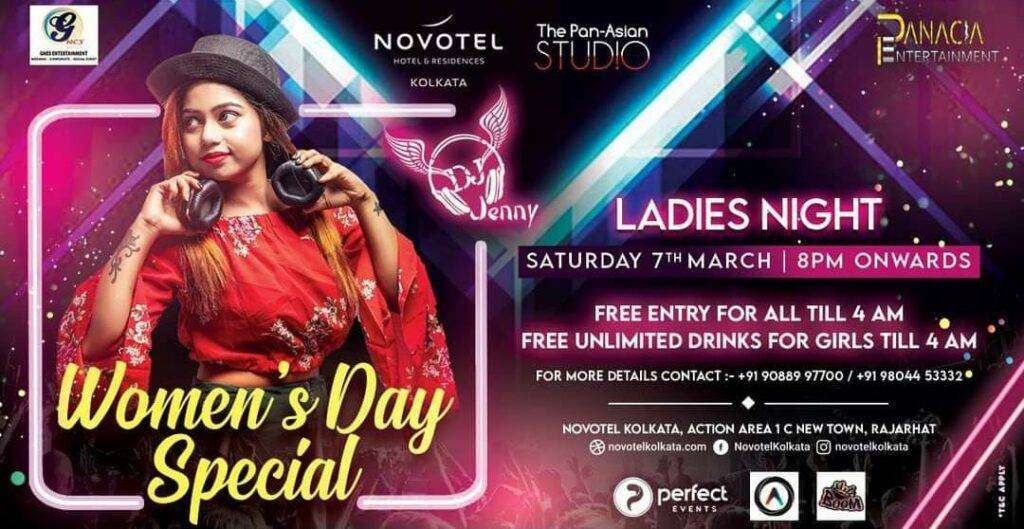 G
GNCS ENTERTAINMENT
NOVOTEL
HOTEL & RESIDENCES
KOLKATA
The Pan-Asian
STUDIO
PANACIA
ENTERTAINMENT
DJ
Jenny
LADIES NIGHT
SATURDAY 7TH MARCH | 8PM ONWARDS
FREE ENTRY FOR ALL TILL 4 AM
FREE UNLIMITED DRINKS FOR GIRLS TILL 4 AM
FOR MORE DETAILS CONTACT :- +91 90889 97700 / +91 98044 53332
Women's Day
Special
NOVOTEL KOLKATA, ACTION AREA 1 C NEW TOWN, RAJARHAT
novotelkolkata.com NovotelKolkata novotelkolkata
perfect
EVENTS
*T&C APPLY